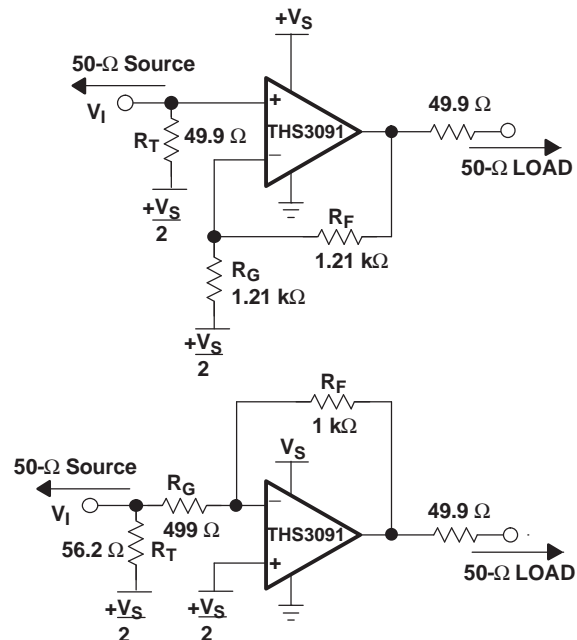 +VS
50-Ω Source
VI
RT 49.9 Ω
+VS
2
+
THS3091
−
49.9 Ω
50-Ω LOAD
RF
1.21 kΩ
RG
1.21 kΩ
+VS
2
RF
1 kΩ
VS
50-Ω Source
RG
VI
499 Ω
56.2 Ω RT
−
THS3091
+
49.9 Ω
50-Ω LOAD
+VS
2
+VS
2